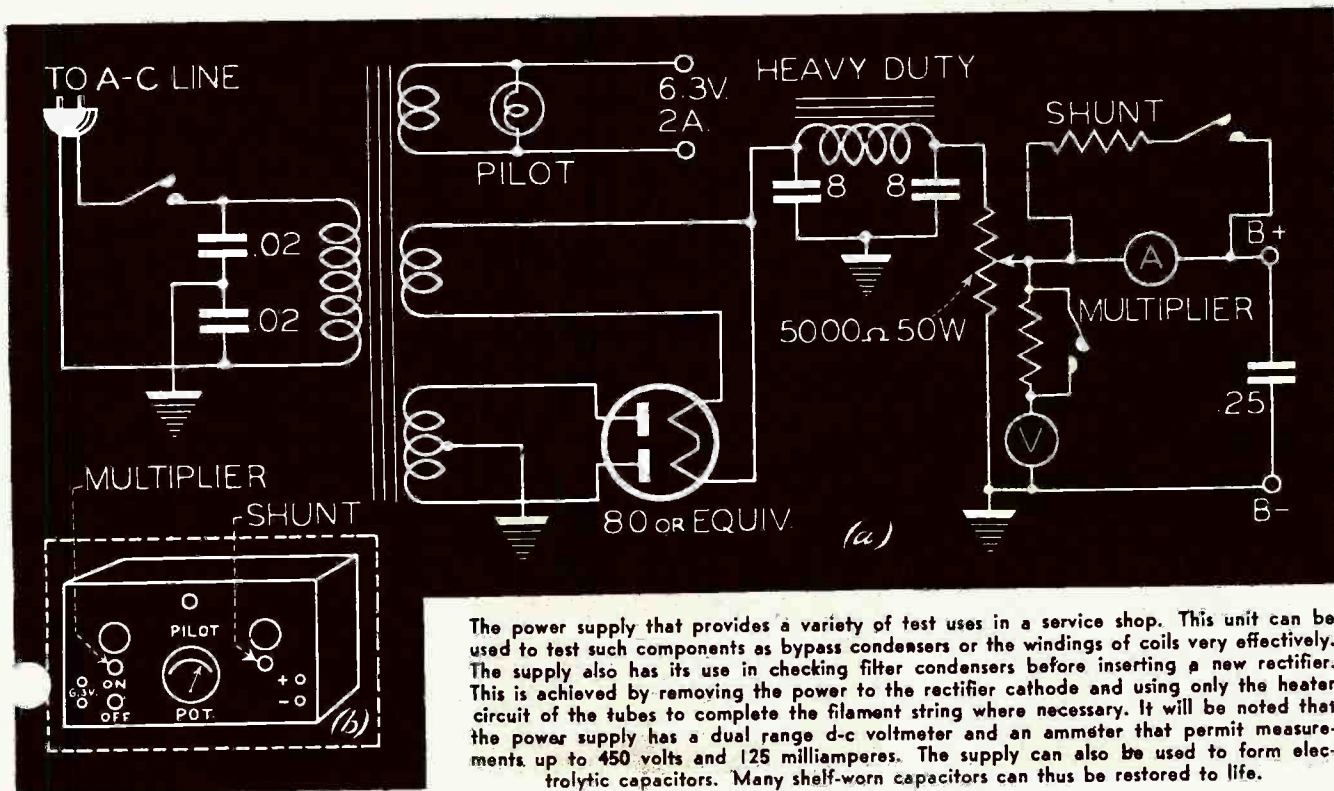 TO A-C LINE
.02
.02
PILOT
6.3V.
2A.
HEAVY DUTY
8
8
5000Ω 50W
SHUNT
A
B+
MULTIPLIER
V
.25
B-
80 OR EQUIV.
(a)
MULTIPLIER
SHUNT
PILOT
6.3V.
ON
OFF
POT.
+
-
(b)
The power supply that provides a variety of test uses in a service shop. This unit can be
used to test such components as bypass condensers or the windings of coils very effectively.
The supply also has its use in checking filter condensers before inserting a new rectifier.
This is achieved by removing the power to the rectifier cathode and using only the heater
circuit of the tubes to complete the filament string where necessary. It will be noted that
the power supply has a dual range d-c voltmeter and an ammeter that permit measure-
ments up to 450 volts and 125 milliamperes. The supply can also be used to form elec-
trolytic capacitors. Many shelf-worn capacitors can thus be restored to life.